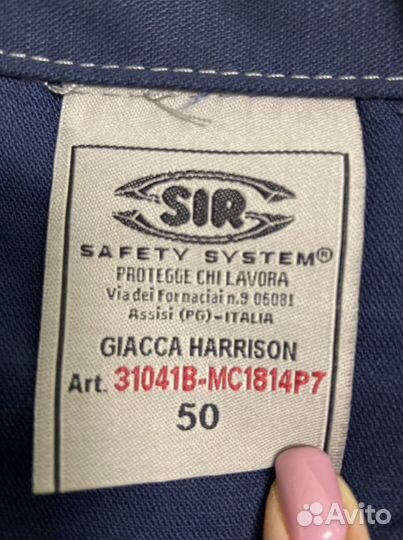 SIR
SAFETY SYSTEM®
PROTEGGE CHI LAVORA
Via dei Fornaciai n.9 06081
Assisi (PG)-ITALIA
GIACCA HARRISON
Art. 31041B-MC1814P7
50
Avito